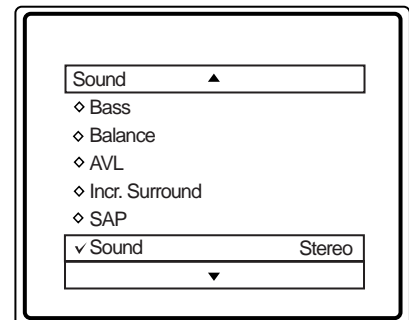 Sound ▲
◇ Bass
◇ Balance
◇ AVL
◇ Incr. Surround
◇ SAP
✓ Sound Stereo
▼